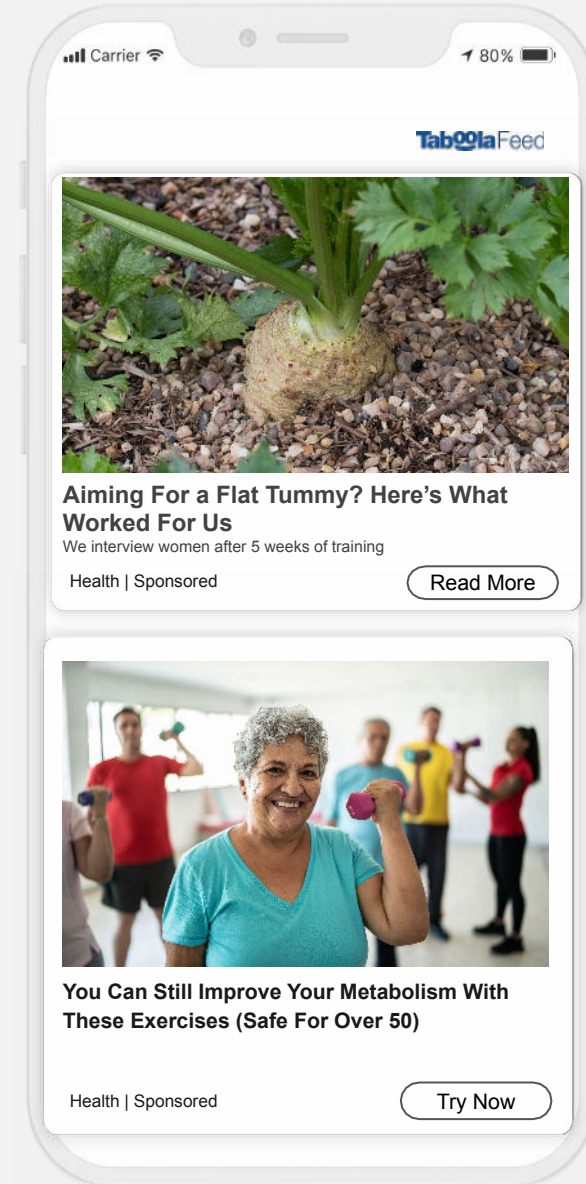 Carrier
80%
Taboola Feed
Aiming For a Flat Tummy? Here’s What
Worked For Us
We interview women after 5 weeks of training
Health | Sponsored
Read More
You Can Still Improve Your Metabolism With
These Exercises (Safe For Over 50)
Health | Sponsored
Try Now